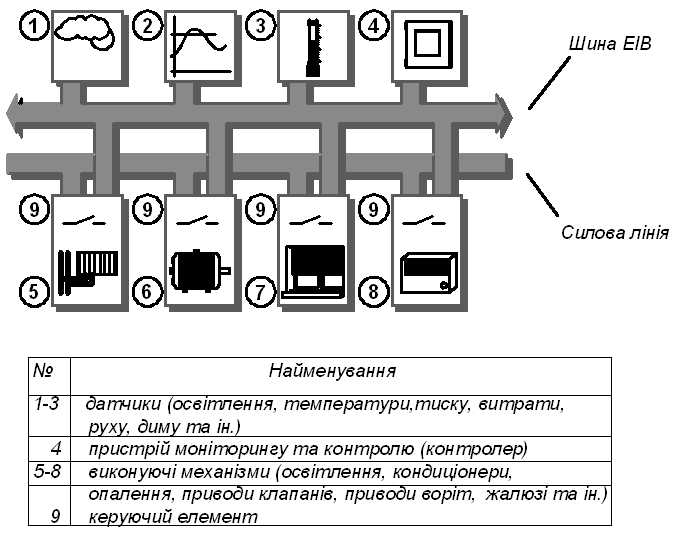 1 2 3 4
Шина ЕІВ
9 9 9 9
Силова лінія
5 6 7 8
№ Найменування
1-3 датчики (освітлення, температури,тиску, витрати,
руху, диму та ін.)
4 пристрій моніторингу та контролю (контролер)
5-8 виконуючі механізми (освітлення, кондиціонери,
опалення, приводи клапанів, приводи воріт, жалюзі та ін.)
9 керуючий елемент